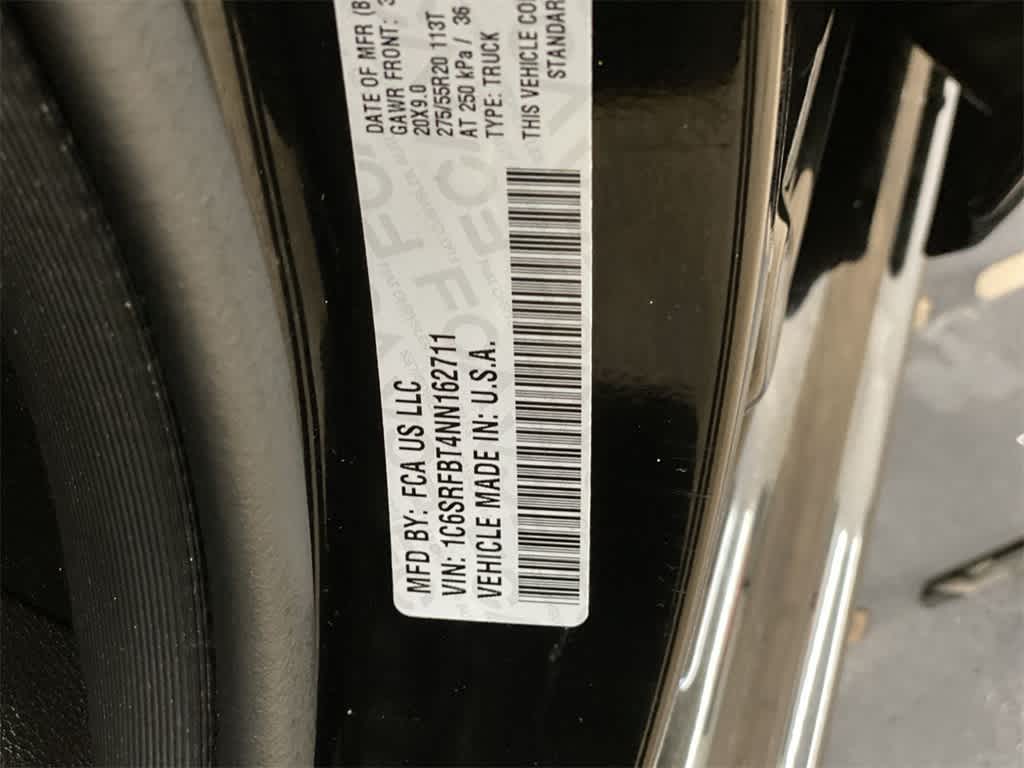 MFD BY: FCA US LLC
VIN: 1C6SRFBT4NN162711
VEHICLE MADE IN: U.S.A.
DATE OF MFR (B
GAWR FRONT: 3
20X9.0
275/55R20 113T
AT 250 kPa / 36
TYPE: TRUCK
THIS VEHICLE CO
STANDAR